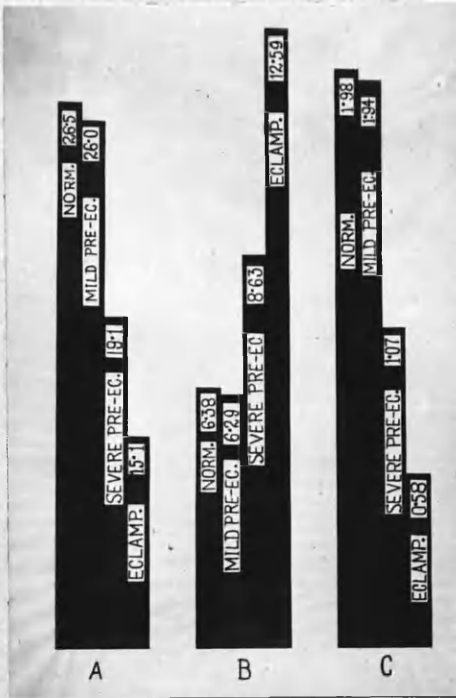 NORM. 26·5
MILD PRE-EC. 26·0
SEVERE PRE-EC. 19·1
ECLAMP. 15·1
A
NORM. 6·38
MILD PRE-EC. 6·29
SEVERE PRE-EC 8·63
ECLAMP. 12·59
B
NORM. 1·98
MILD PRE-EC. 1·94
SEVERE PRE-EC. 1·07
ECLAMP. 0·58
C